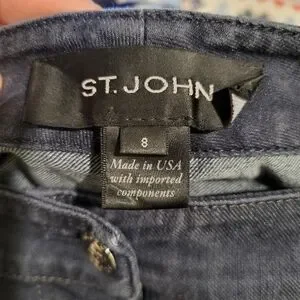 ST. JOHN
8
Made in USA
with imported
components